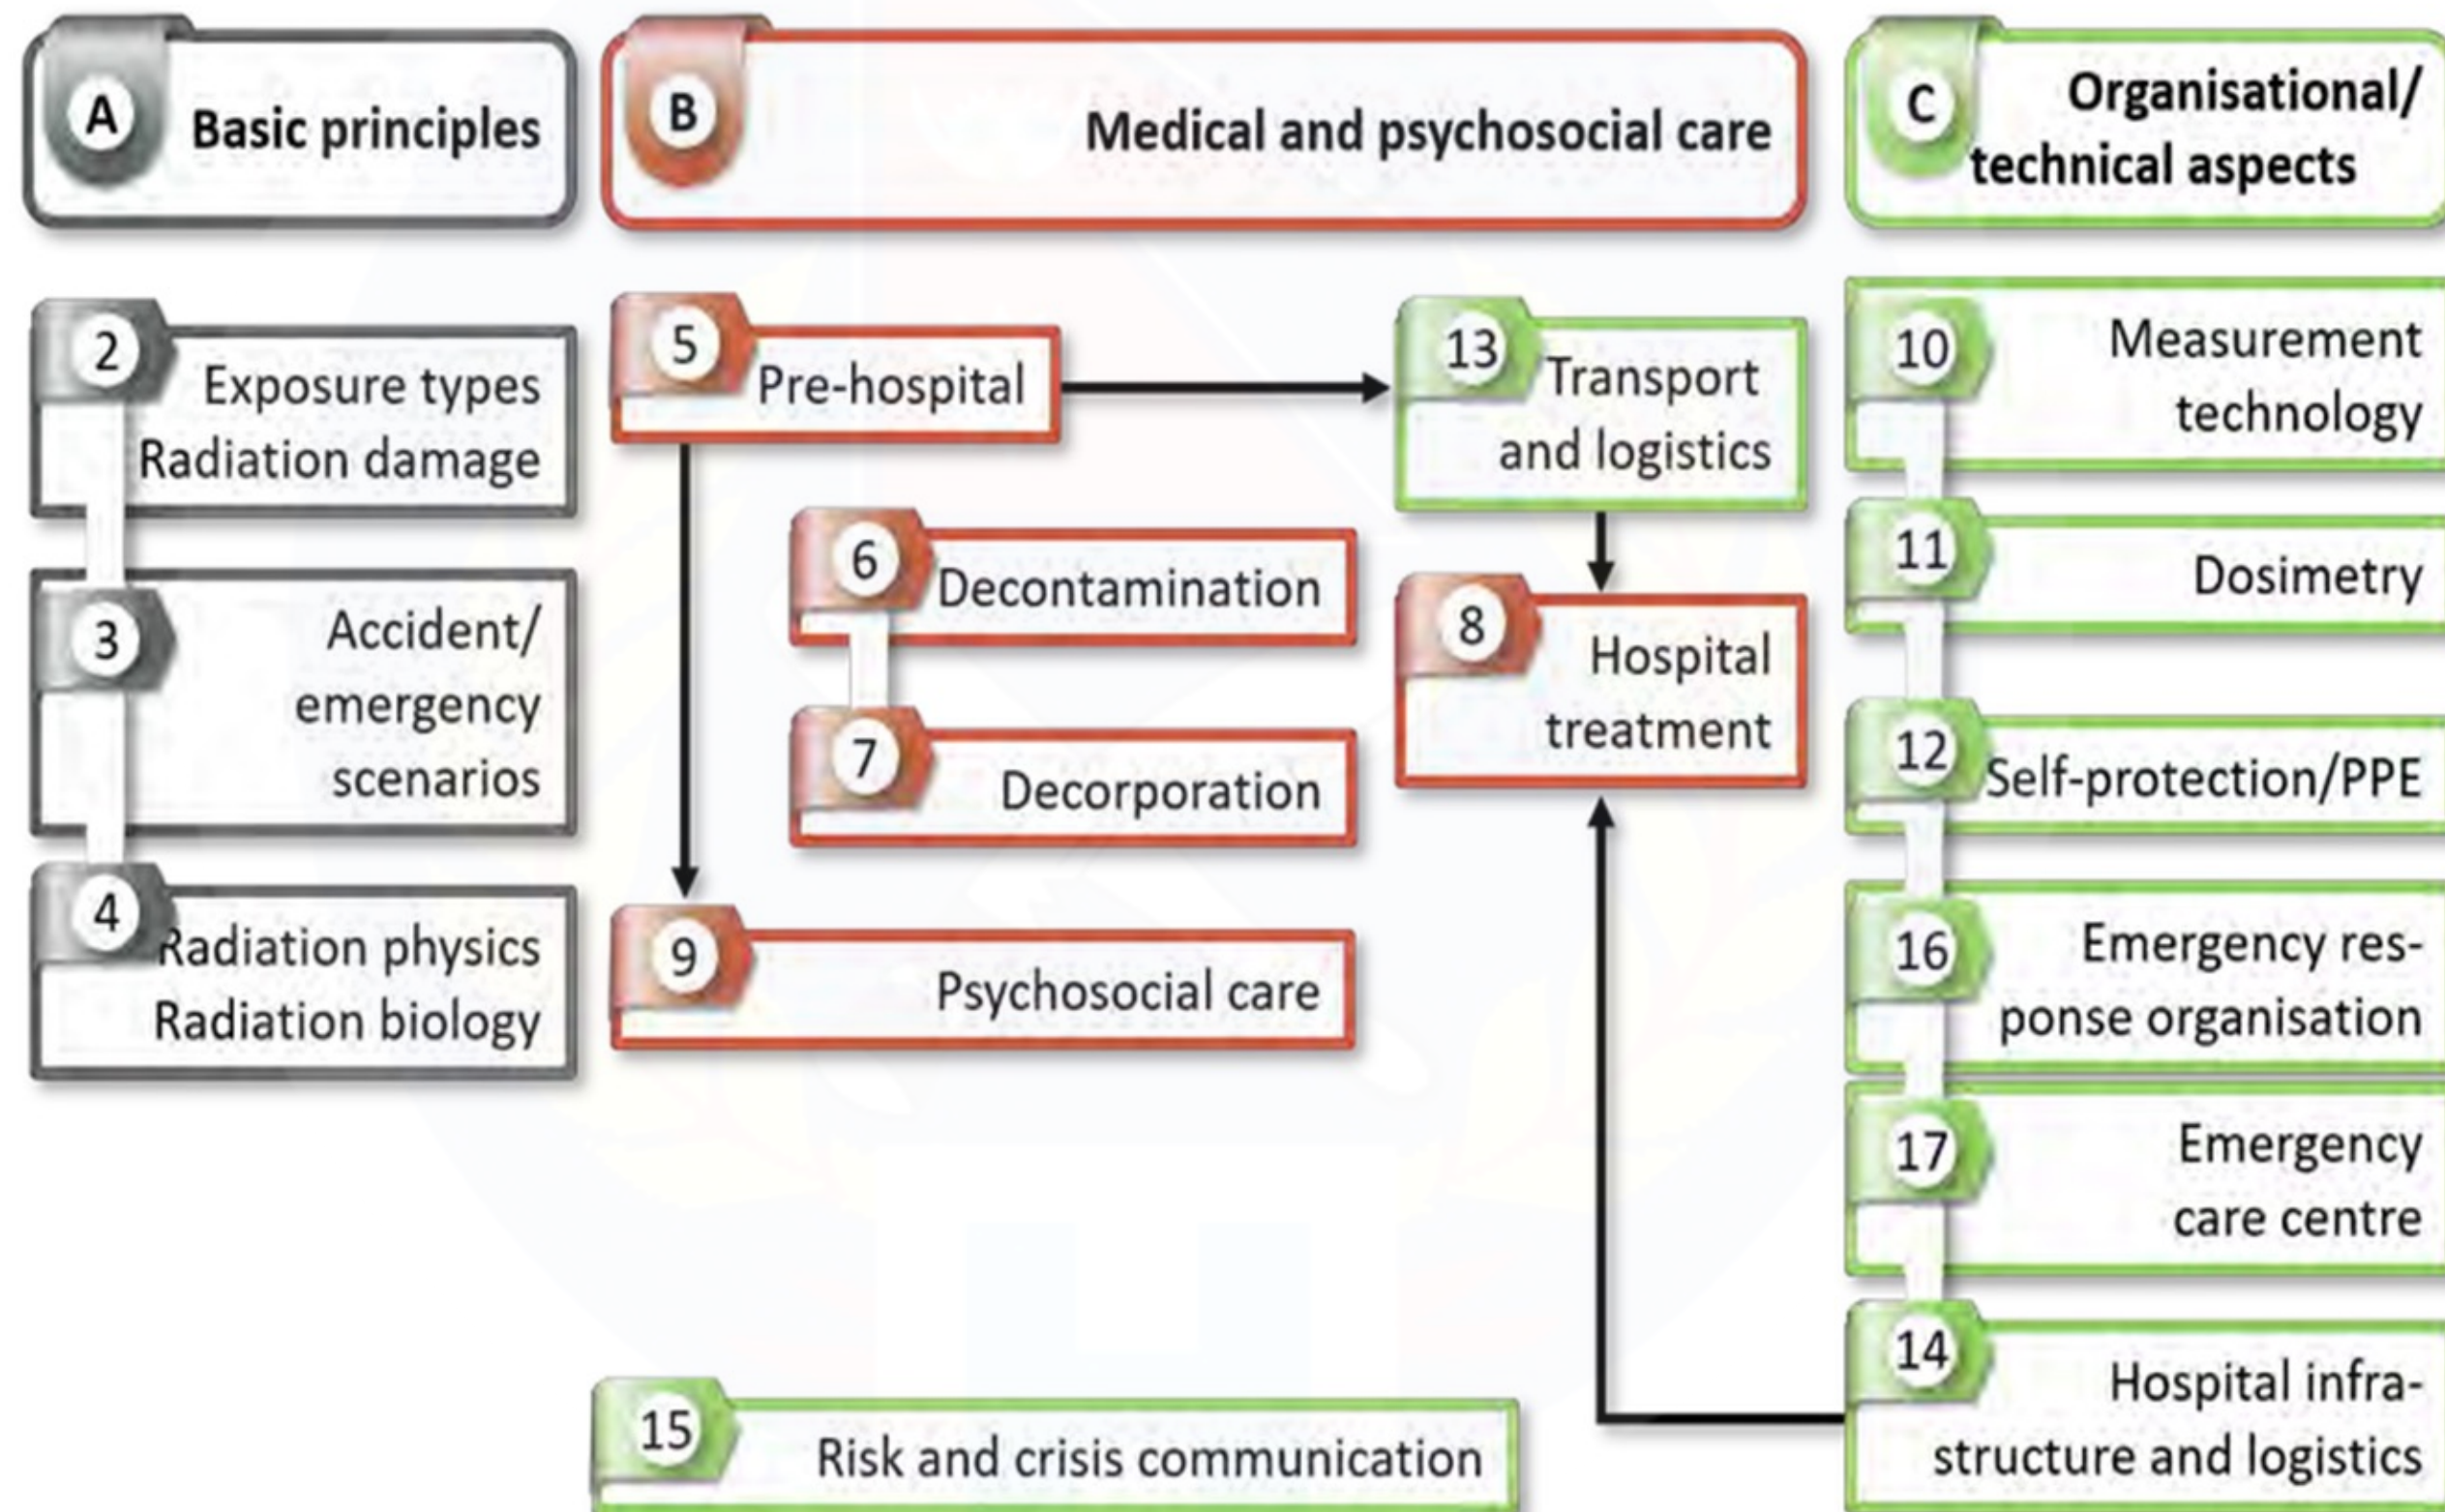 A
Basic principles
B
Medical and psychosocial care
C
Organisational/
technical aspects
2
Exposure types
Radiation damage
3
Accident/
emergency
scenarios
4
Radiation physics
Radiation biology
5
Pre-hospital
6
Decontamination
7
Decorporation
9
Psychosocial care
13
Transport
and logistics
8
Hospital
treatment
15
Risk and crisis communication
10
Measurement
technology
11
Dosimetry
12
Self-protection/PPE
16
Emergency res-
ponse organisation
17
Emergency
care centre
14
Hospital infra-
structure and logistics